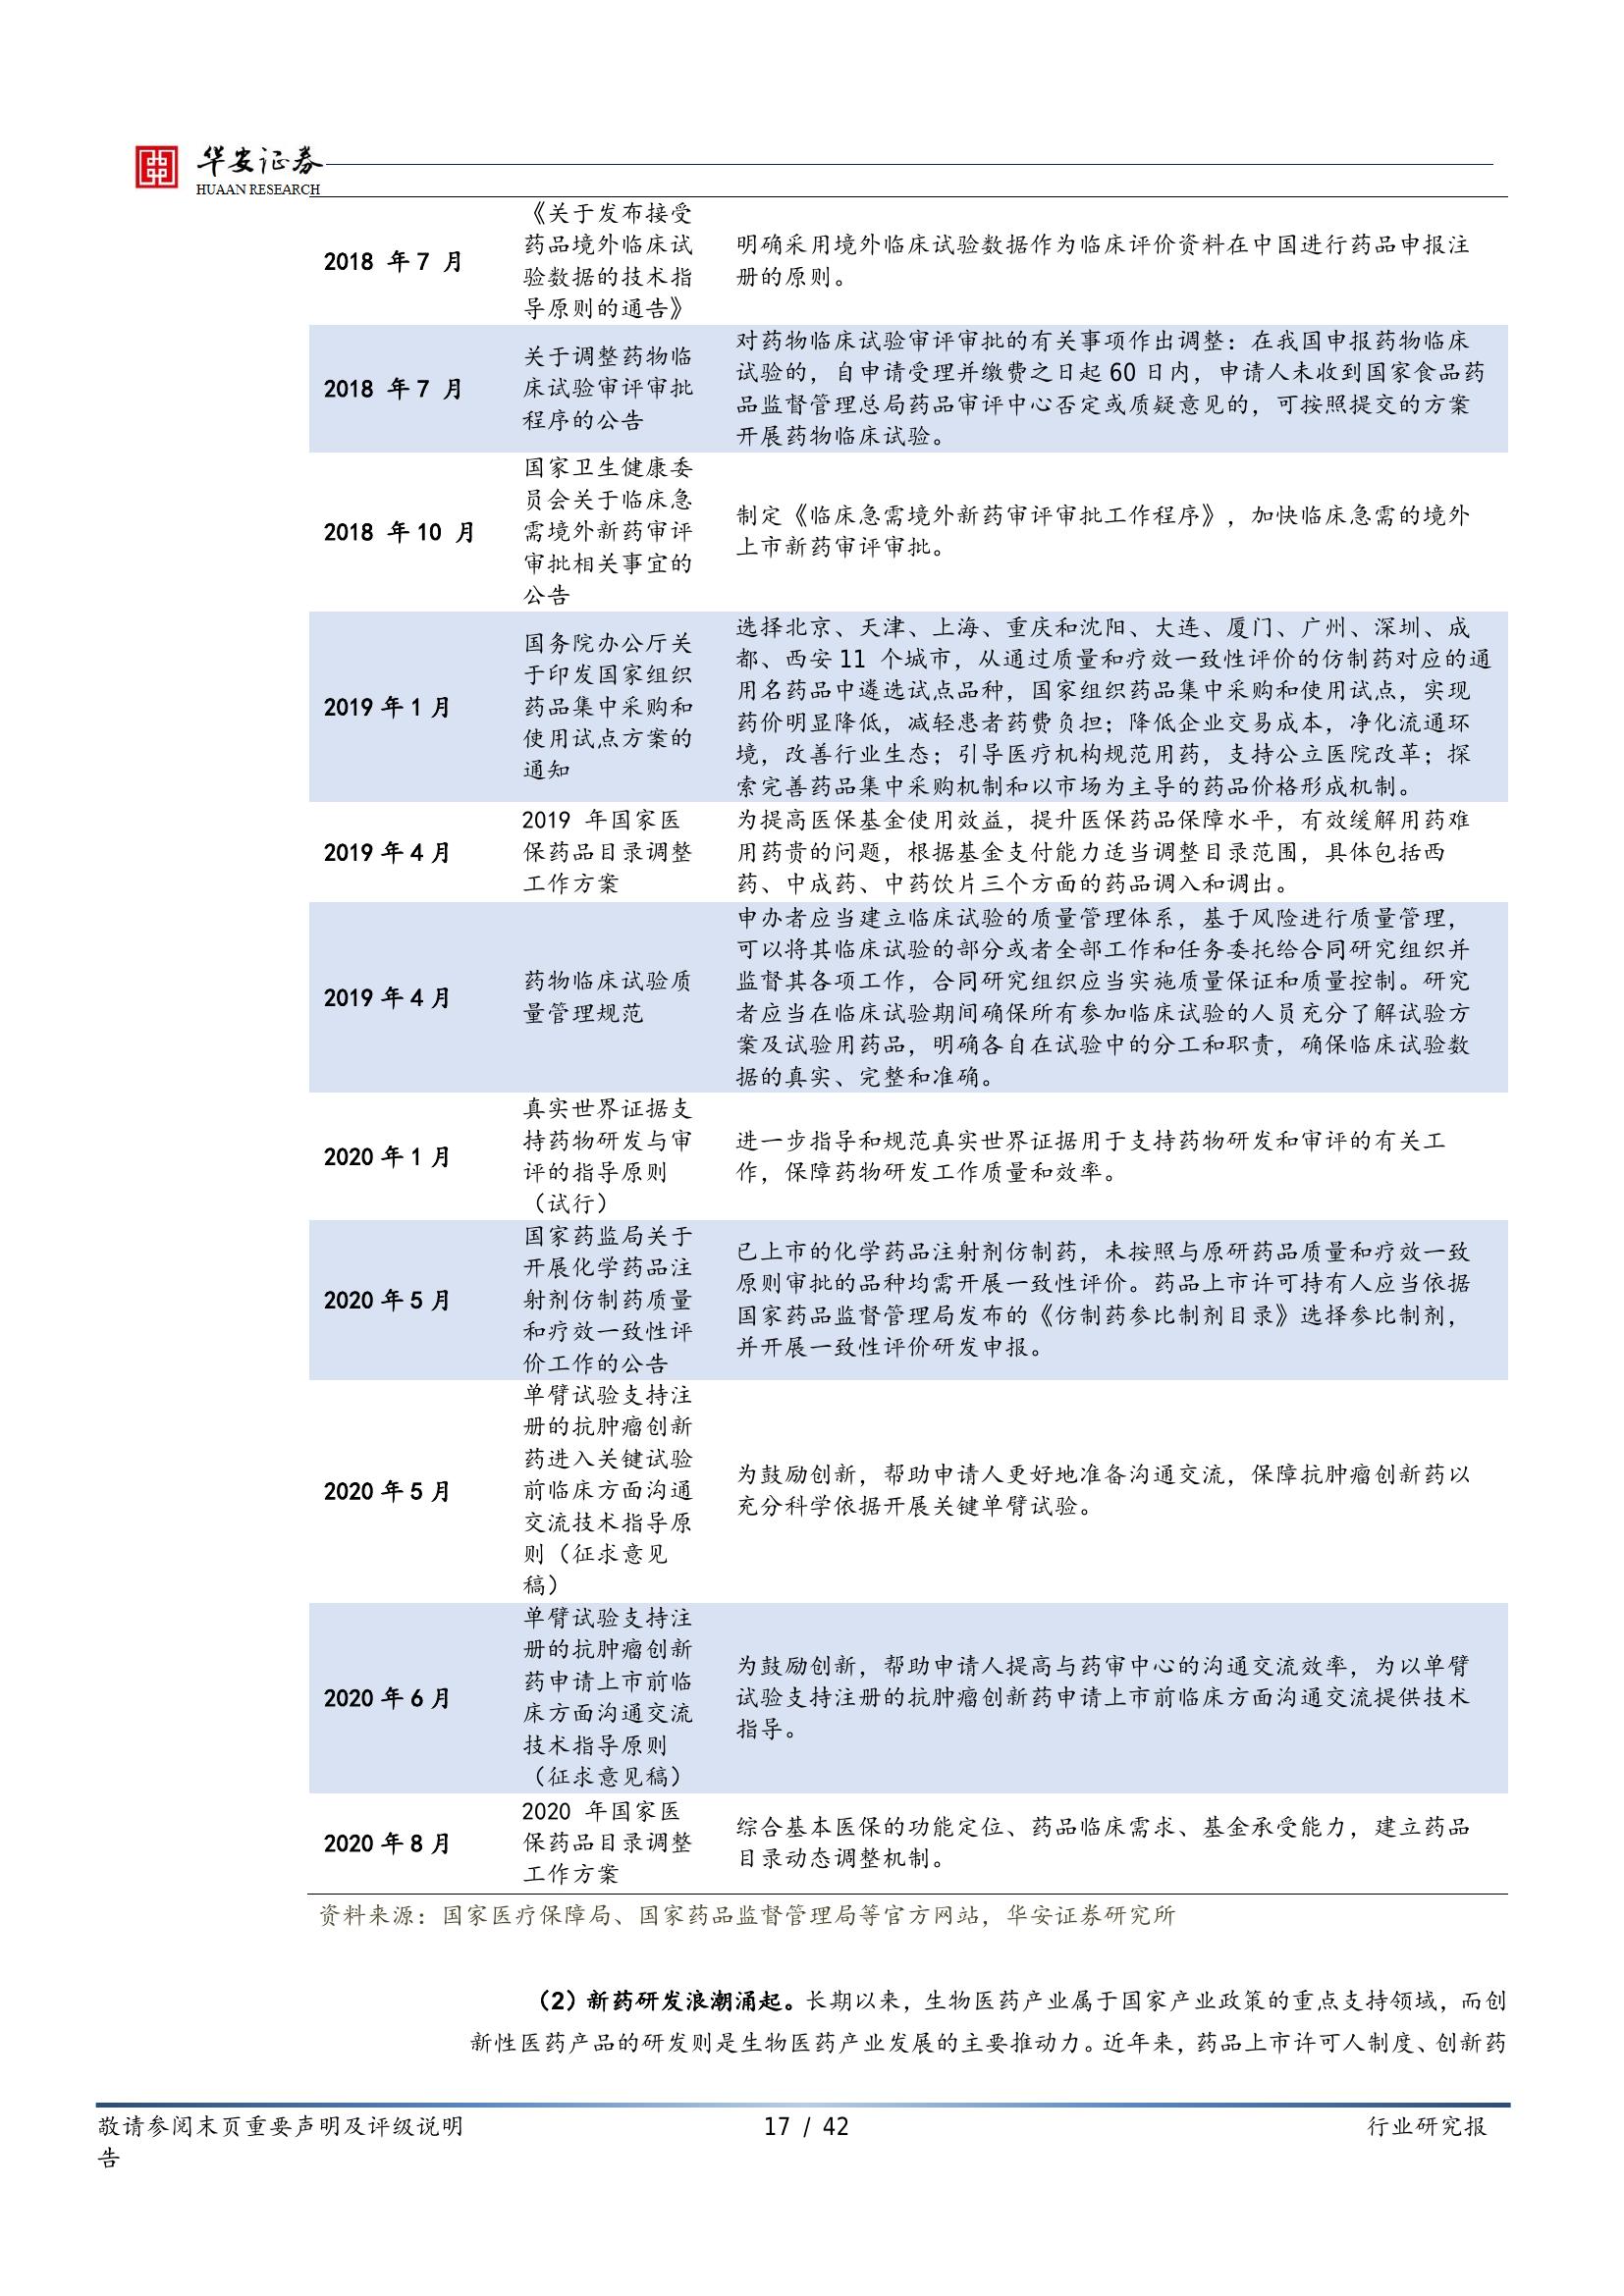 华安证券
HUAAN RESEARCH
《关于发布接受
药品境外临床试
验数据的技术指
导原则的通告》
2018 年 7 月
明确采用境外临床试验数据作为临床评价资料在中国进行药品申报注
册的原则。
2018 年 7 月
关于调整药物临
床试验审评审批
程序的公告
对药物临床试验审评审批的有关事项作出调整：在我国申报药物临床
试验的，自申请受理并缴费之日起 60 日内，申请人未收到国家食品药
品监督管理总局药品审评中心否定或质疑意见的，可按照提交的方案
开展药物临床试验。
2018 年 10 月
国家卫生健康委
员会关于临床急
需境外新药审评
审批相关事宜的
公告
制定《临床急需境外新药审评审批工作程序》，加快临床急需的境外
上市新药审评审批。
2019 年 1 月
国务院办公厅关
于印发国家组织
药品集中采购和
使用试点方案的
通知
选择北京、天津、上海、重庆和沈阳、大连、厦门、广州、深圳、成
都、西安 11 个城市，从通过质量和疗效一致性评价的仿制药对应的通
用名药品中遴选试点品种，国家组织药品集中采购和使用试点，实现
药价明显降低，减轻患者药费负担；降低企业交易成本，净化流通环
境，改善行业生态；引导医疗机构规范用药，支持公立医院改革；探
索完善药品集中采购机制和以市场为主导的药品价格形成机制。
2019 年 4 月
2019 年国家医
保药品目录调整
工作方案
为提高医保基金使用效益，提升医保药品保障水平，有效缓解用药难
用药贵的问题，根据基金支付能力适当调整目录范围，具体包括西
药、中成药、中药饮片三个方面的药品调入和调出。
2019 年 4 月
药物临床试验质
量管理规范
申办者应当建立临床试验的质量管理体系，基于风险进行质量管理，
可以将其临床试验的部分或者全部工作和任务委托给合同研究组织并
监督其各项工作，合同研究组织应当实施质量保证和质量控制。研究
者应当在临床试验期间确保所有参加临床试验的人员充分了解试验方
案及试验用药品，明确各自在试验中的分工和职责，确保临床试验数
据的真实、完整和准确。
2020 年 1 月
真实世界证据支
持药物研发与审
评的指导原则
（试行）
进一步指导和规范真实世界证据用于支持药物研发和审评的有关工
作，保障药物研发工作质量和效率。
2020 年 5 月
国家药监局关于
开展化学药品注
射剂仿制药质量
和疗效一致性评
价工作的公告
已上市的化学药品注射剂仿制药，未按照与原研药品质量和疗效一致
原则审批的品种均需开展一致性评价。药品上市许可持有人应当依据
国家药品监督管理局发布的《仿制药参比制剂目录》选择参比制剂，
并开展一致性评价研发申报。
2020 年 5 月
单臂试验支持注
册的抗肿瘤创新
药进入关键试验
前临床方面沟通
交流技术指导原
则（征求意见
稿）
为鼓励创新，帮助申请人更好地准备沟通交流，保障抗肿瘤创新药以
充分科学依据开展关键单臂试验。
2020 年 6 月
单臂试验支持注
册的抗肿瘤创新
药申请上市前临
床方面沟通交流
技术指导原则
（征求意见稿）
为鼓励创新，帮助申请人提高与药审中心的沟通交流效率，为以单臂
试验支持注册的抗肿瘤创新药申请上市前临床方面沟通交流提供技术
指导。
2020 年 8 月
2020 年国家医
保药品目录调整
工作方案
综合基本医保的功能定位、药品临床需求、基金承受能力，建立药品
目录动态调整机制。
资料来源：国家医疗保障局、国家药品监督管理局等官方网站，华安证券研究所
（2）新药研发浪潮涌起。长期以来，生物医药产业属于国家产业政策的重点支持领域，而创
新性医药产品的研发则是生物医药产业发展的主要推动力。近年来，药品上市许可人制度、创新药
敬请参阅末页重要声明及评级说明 17 / 42 行业研究报
告